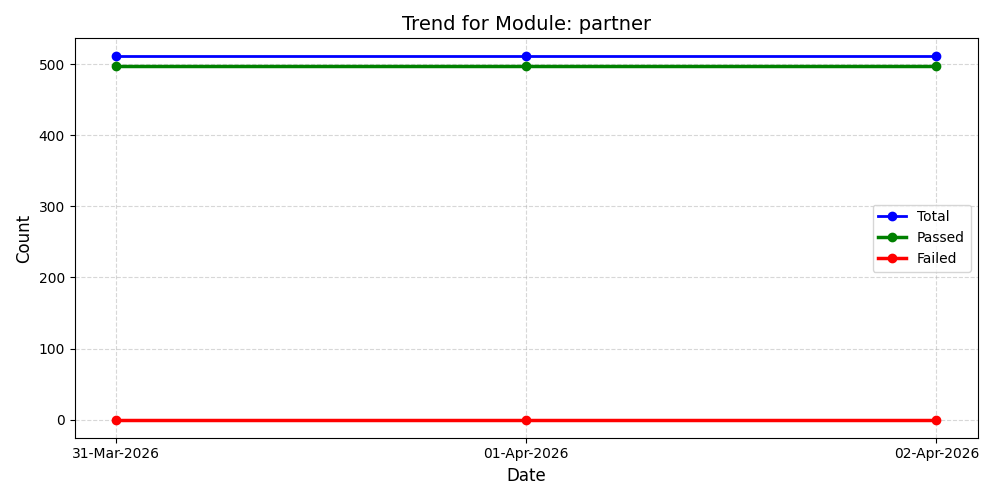 Trend for Module: partner
Count
500
400
300
200
100
0
Total
Passed
Failed
31-Mar-2026
01-Apr-2026
02-Apr-2026
Date